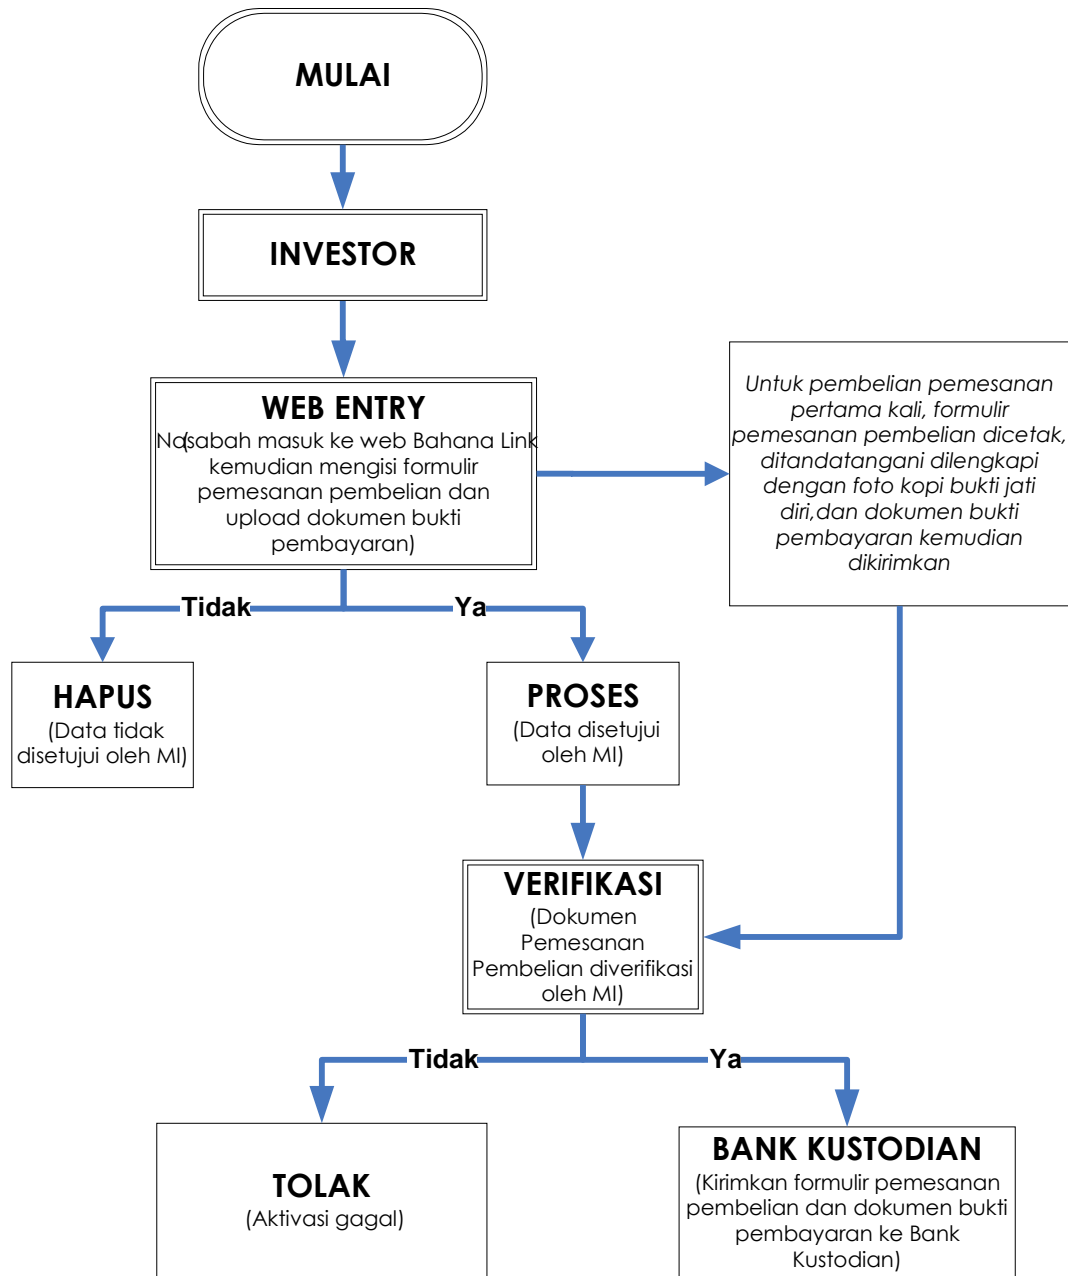 MULAI
INVESTOR
WEB ENTRY
(Nasabah masuk ke web Bahana Link
kemudian mengisi formulir
pemesanan pembelian dan
upload dokumen bukti
pembayaran)
Untuk pembelian pemesanan
pertama kali, formulir
pemesanan pembelian dicetak,
ditandatangani dilengkapi
dengan foto kopi bukti jati
diri,dan dokumen bukti
pembayaran kemudian
dikirimkan
Tidak
Ya
HAPUS
(Data tidak
disetujui oleh MI)
PROSES
(Data disetujui
oleh MI)
VERIFIKASI
(Dokumen
Pemesanan
Pembelian diverifikasi
oleh MI)
Tidak
Ya
TOLAK
(Aktivasi gagal)
BANK KUSTODIAN
(Kirimkan formulir pemesanan
pembelian dan dokumen bukti
pembayaran ke Bank
Kustodian)